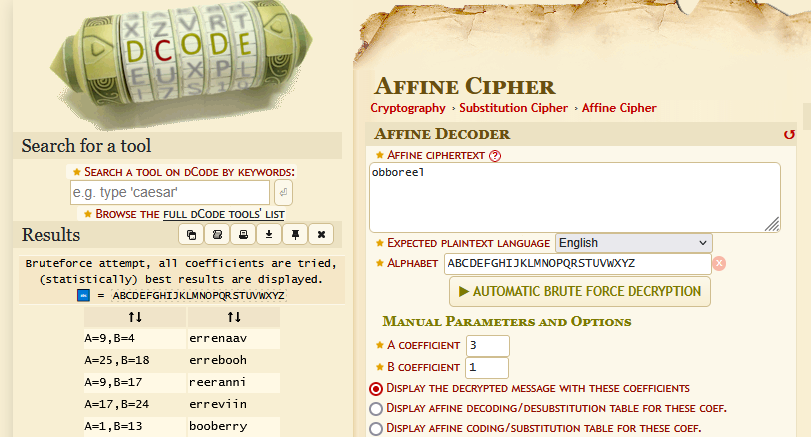 X Z V R T
D C O D E
E U X P L
Search for a tool
★ Search a tool on dCode by keywords:
e.g. type 'caesar'
★ Browse the full dCode tools' list
Results
Bruteforce attempt, all coefficients are tried,
(statistically) best results are displayed.
= ABCDEFGHIJKLMNOPQRSTUVWXYZ
↑↓ ↑↓
A=9,B=4 errenaav
A=25,B=18 errebooh
A=9,B=17 reeranni
A=17,B=24 erreviin
A=1,B=13 booberry
Affine Cipher
Cryptography › Substitution Cipher › Affine Cipher
Affine Decoder
★ Affine ciphertext ?
obboreel
★ Expected plaintext language English
★ Alphabet ABCDEFGHIJKLMNOPQRSTUVWXYZ X
▶ AUTOMATIC BRUTE FORCE DECRYPTION
Manual Parameters and Options
★ A coefficient 3
★ B coefficient 1
Display the decrypted message with these coefficients
Display affine decoding/desubstitution table for these coef.
Display affine coding/substitution table for these coef.